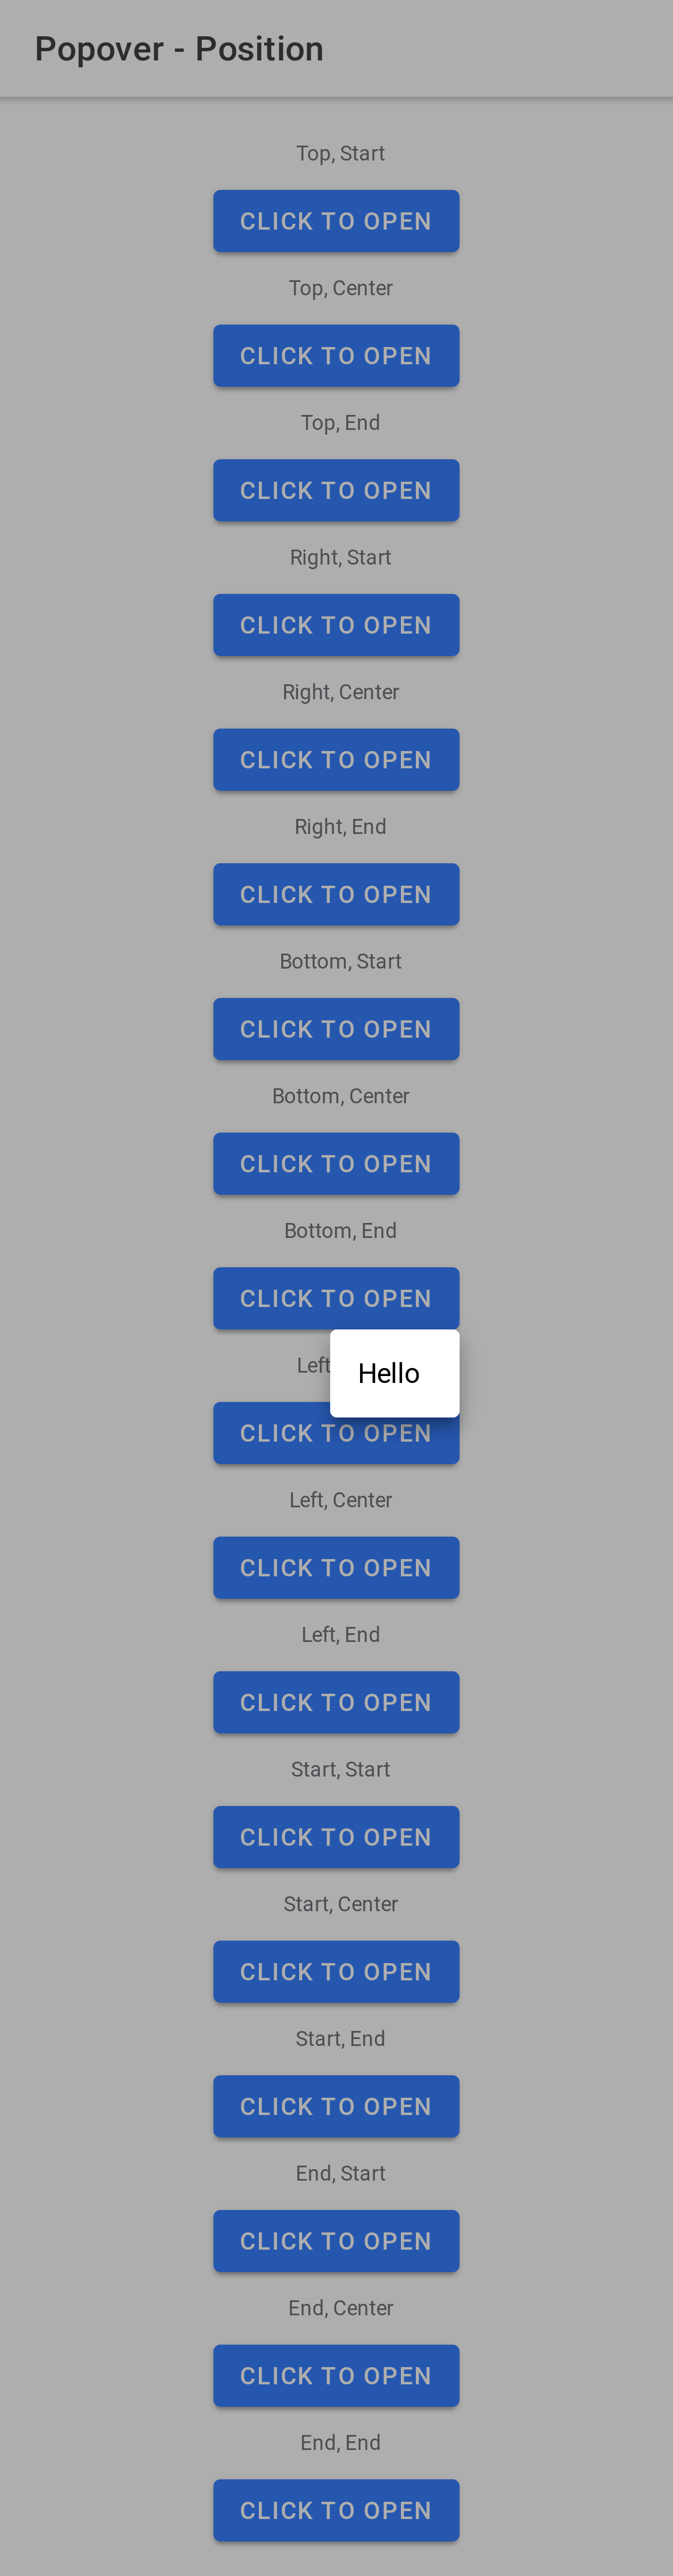 Popover - Position
Top, Start
CLICK TO OPEN
Top, Center
CLICK TO OPEN
Top, End
CLICK TO OPEN
Right, Start
CLICK TO OPEN
Right, Center
CLICK TO OPEN
Right, End
CLICK TO OPEN
Bottom, Start
CLICK TO OPEN
Bottom, Center
CLICK TO OPEN
Bottom, End
CLICK TO OPEN
Left
Hello
CLICK TO OPEN
Left, Center
CLICK TO OPEN
Left, End
CLICK TO OPEN
Start, Start
CLICK TO OPEN
Start, Center
CLICK TO OPEN
Start, End
CLICK TO OPEN
End, Start
CLICK TO OPEN
End, Center
CLICK TO OPEN
End, End
CLICK TO OPEN